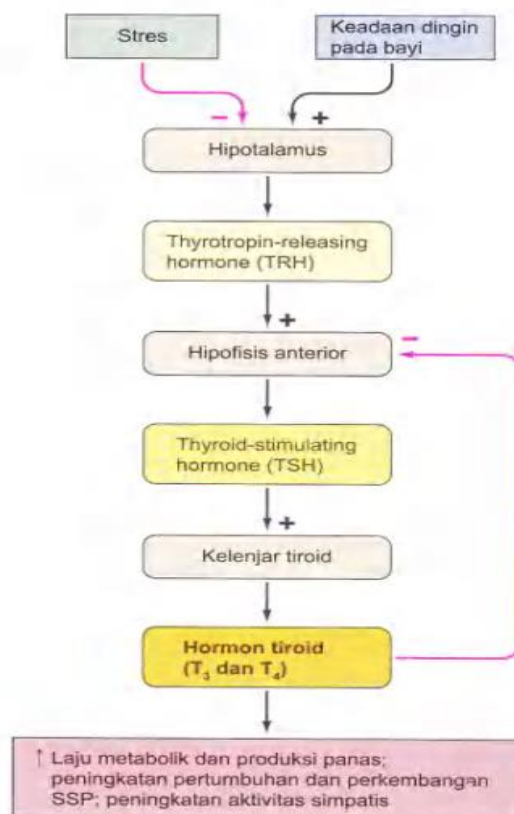 Stres
Keadaan dingin
pada bayi
−
+
Hipotalamus
Thyrotropin-releasing
hormone (TRH)
+
−
Hipofisis anterior
Thyroid-stimulating
hormone (TSH)
+
Kelenjar tiroid
Hormon tiroid
(T₃ dan T₄)
↑ Laju metabolik dan produksi panas;
peningkatan pertumbuhan dan perkembangan
SSP; peningkatan aktivitas simpatis